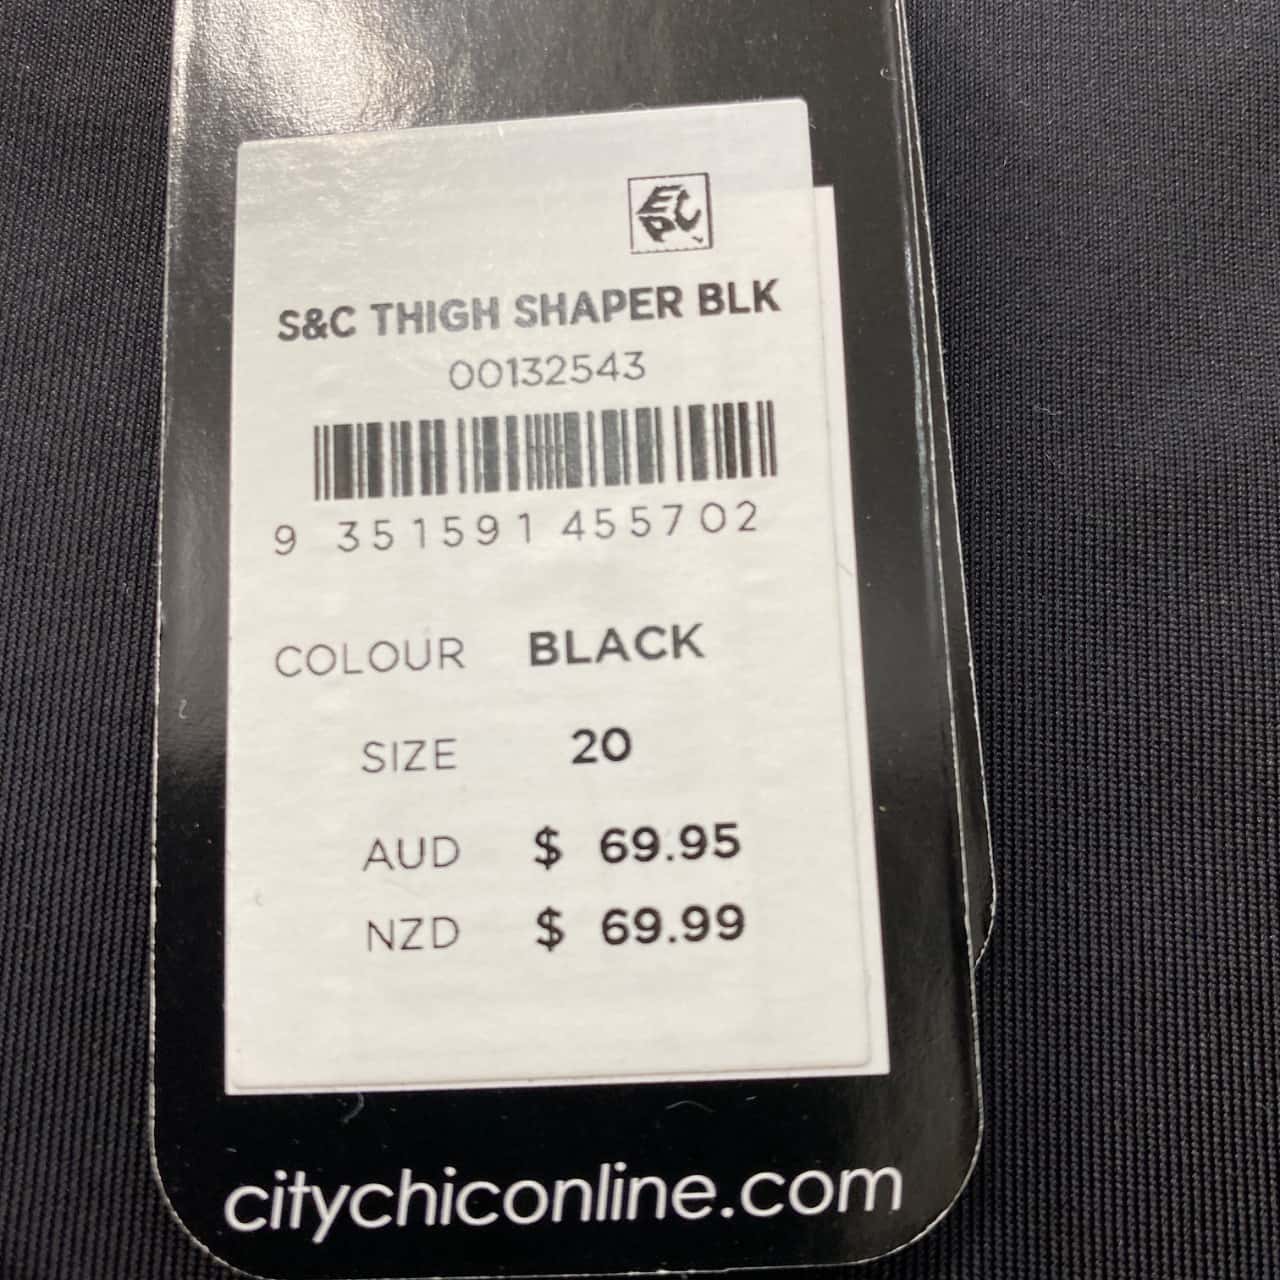 EPC
S&C THIGH SHAPER BLK
00132543
9 351591 455702
COLOUR BLACK
SIZE 20
AUD $ 69.95
NZD $ 69.99
citychiconline.com